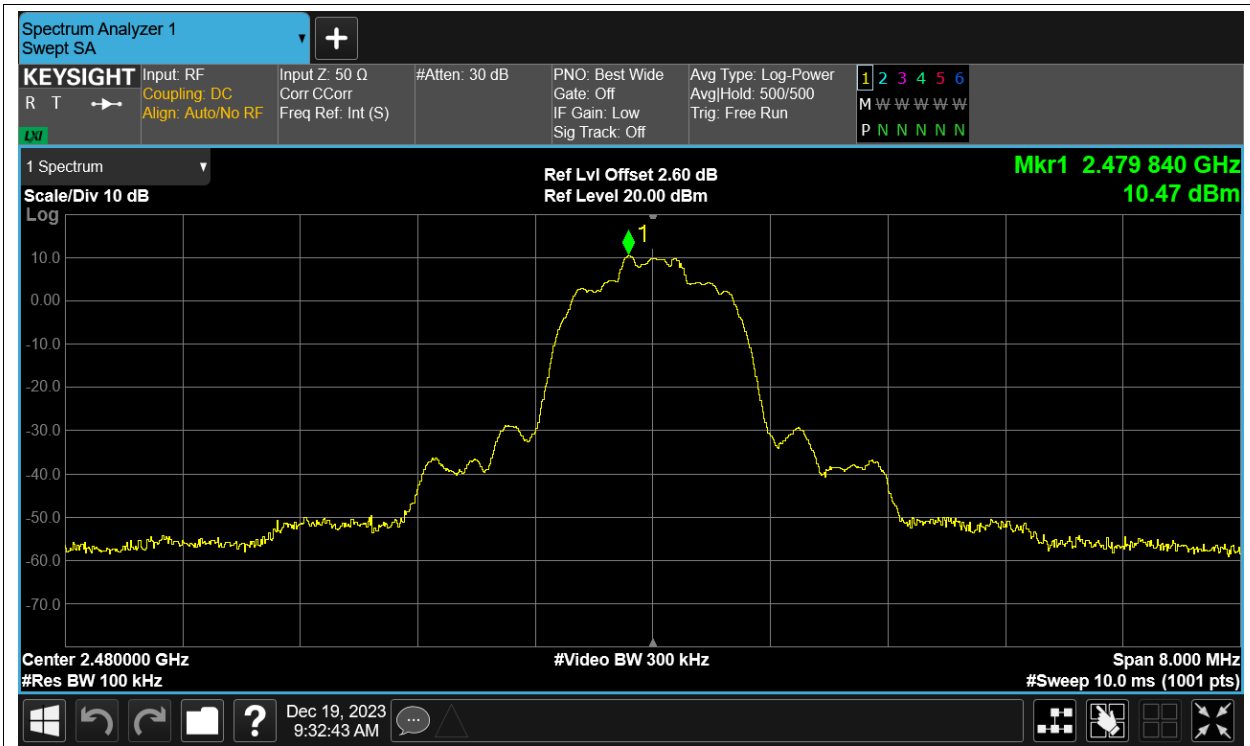 Spectrum Analyzer 1
Swept SA
KEYSIGHT
R T
LXI
Input: RF
Coupling: DC
Align: Auto/No RF
Input Z: 50 Ω
Corr CCorr
Freq Ref: Int (S)
#Atten: 30 dB
PNO: Best Wide
Gate: Off
IF Gain: Low
Sig Track: Off
Avg Type: Log-Power
Avg|Hold: 500/500
Trig: Free Run
1 2 3 4 5 6
M W W W W W
P N N N N N
1 Spectrum
Scale/Div 10 dB
Ref Lvl Offset 2.60 dB
Ref Level 20.00 dBm
Mkr1 2.479 840 GHz
10.47 dBm
Log
1
10.0
0.00
-10.0
-20.0
-30.0
-40.0
-50.0
-60.0
-70.0
Center 2.480000 GHz
#Video BW 300 kHz
Span 8.000 MHz
#Res BW 100 kHz
#Sweep 10.0 ms (1001 pts)
?
Dec 19, 2023
9:32:43 AM